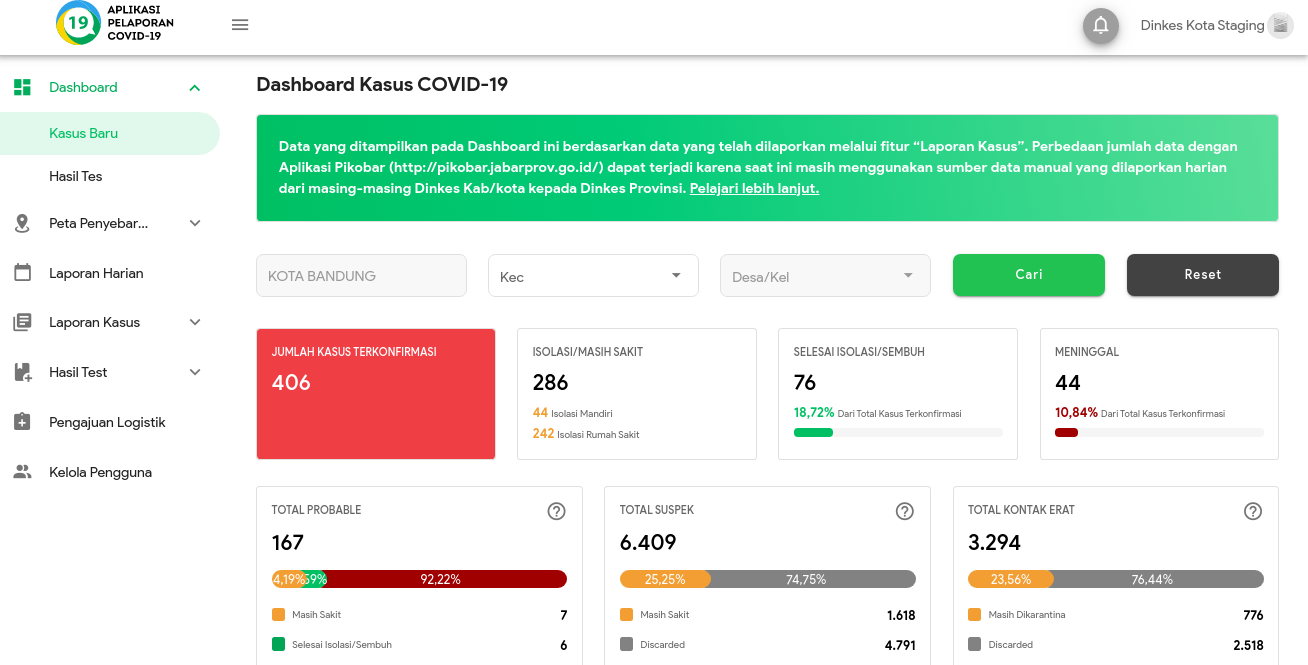 19
APLIKASI
PELAPORAN
COVID-19
Dinkes Kota Staging
Dashboard
Kasus Baru
Hasil Tes
Peta Penyebar...
Laporan Harian
Laporan Kasus
Hasil Test
Pengajuan Logistik
Kelola Pengguna
Dashboard Kasus COVID-19
Data yang ditampilkan pada Dashboard ini berdasarkan data yang telah dilaporkan melalui fitur “Laporan Kasus”. Perbedaan jumlah data dengan
Aplikasi Pikobar (http://pikobar.jabarprov.go.id/) dapat terjadi karena saat ini masih menggunakan sumber data manual yang dilaporkan harian
dari masing-masing Dinkes Kab/kota kepada Dinkes Provinsi. Pelajari lebih lanjut.
KOTA BANDUNG
Kec
Desa/Kel
Cari
Reset
JUMLAH KASUS TERKONFIRMASI
406
ISOLASI/MASIH SAKIT
286
44 Isolasi Mandiri
242 Isolasi Rumah Sakit
SELESAI ISOLASI/SEMBUH
76
18,72% Dari Total Kasus Terkonfirmasi
MENINGGAL
44
10,84% Dari Total Kasus Terkonfirmasi
TOTAL PROBABLE
167
4,19% 59% 92,22%
Masih Sakit 7
Selesai Isolasi/Sembuh 6
TOTAL SUSPEK
6.409
25,25% 74,75%
Masih Sakit 1.618
Discarded 4.791
TOTAL KONTAK ERAT
3.294
23,56% 76,44%
Masih Dikarantina 776
Discarded 2.518